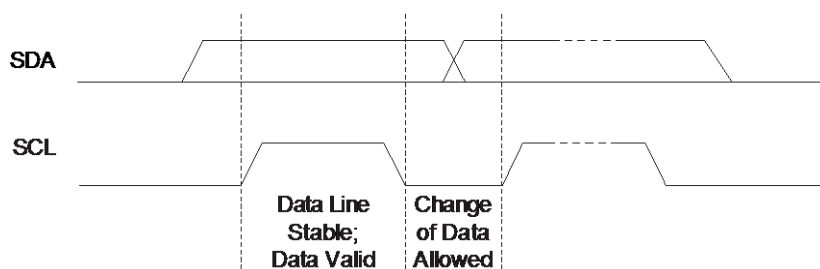 SDA
SCL
Data Line
Stable;
Data Valid
Change
of Data
Allowed